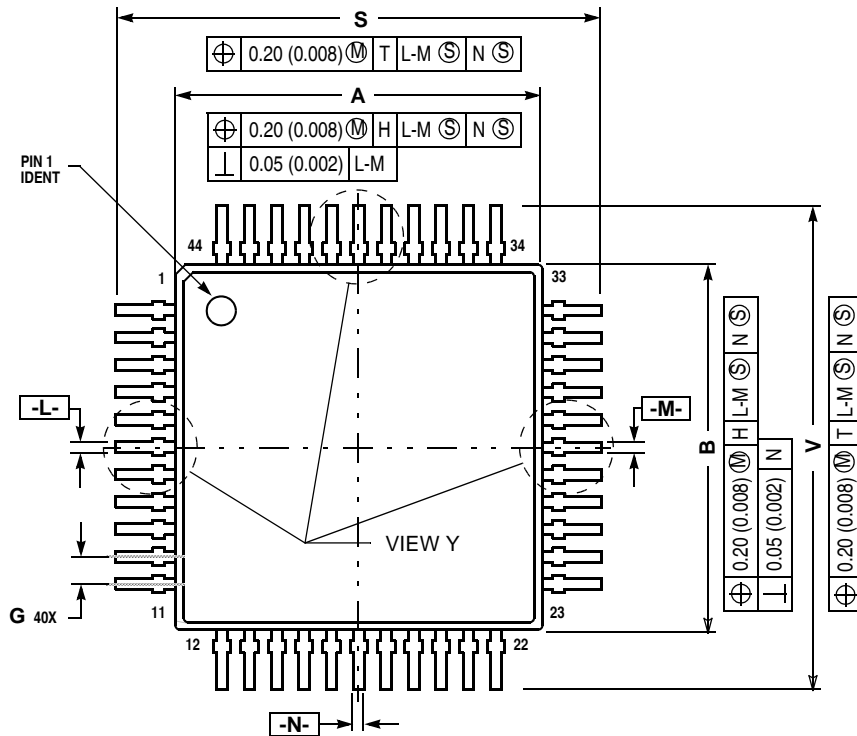 S
⌖ 0.20 (0.008) Ⓜ T L-M Ⓢ N Ⓢ
A
⌖ 0.20 (0.008) Ⓜ H L-M Ⓢ N Ⓢ
⊥ 0.05 (0.002) L-M
PIN 1
IDENT
44
34
1
33
-L-
-M-
B
⌖ 0.20 (0.008) Ⓜ H L-M Ⓢ N Ⓢ
⊥ 0.05 (0.002) N
V
⌖ 0.20 (0.008) Ⓜ T L-M Ⓢ N Ⓢ
VIEW Y
G 40X
11
23
12
22
-N-